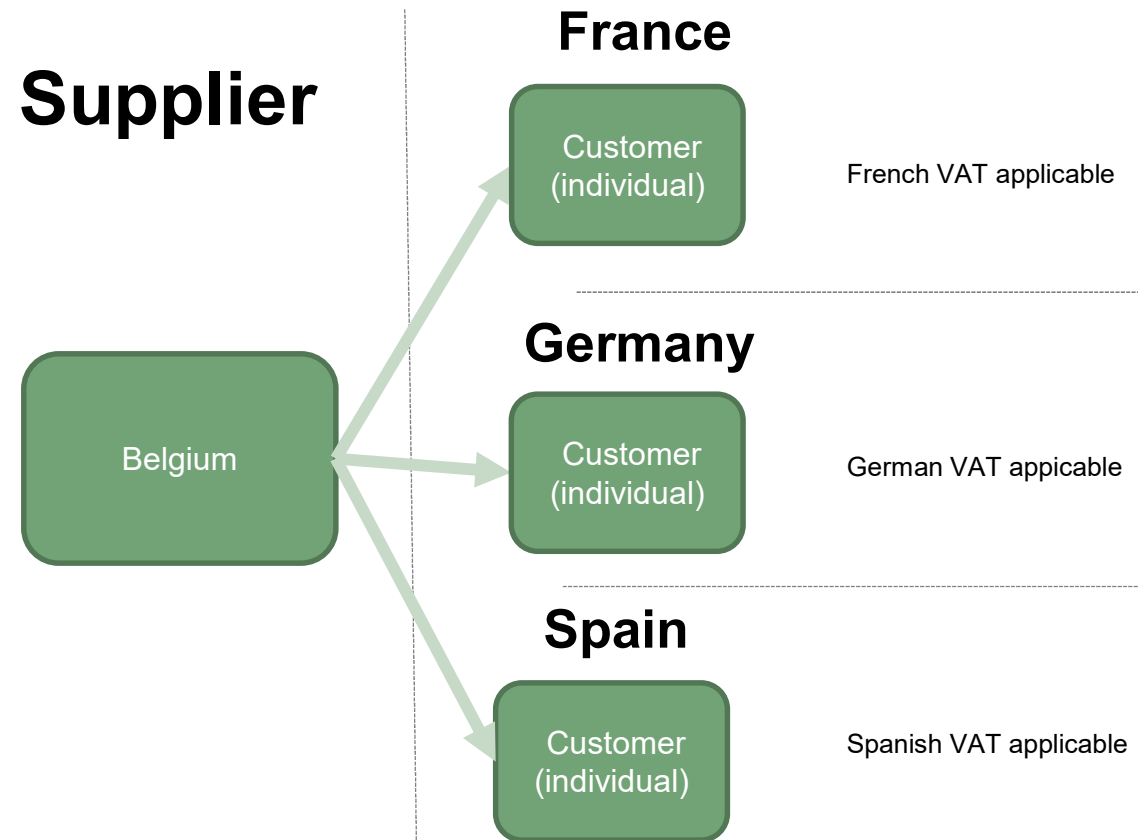 Supplier
Belgium
France
Customer
(individual)
French VAT applicable
Germany
Customer
(individual)
German VAT appicable
Spain
Customer
(individual)
Spanish VAT applicable